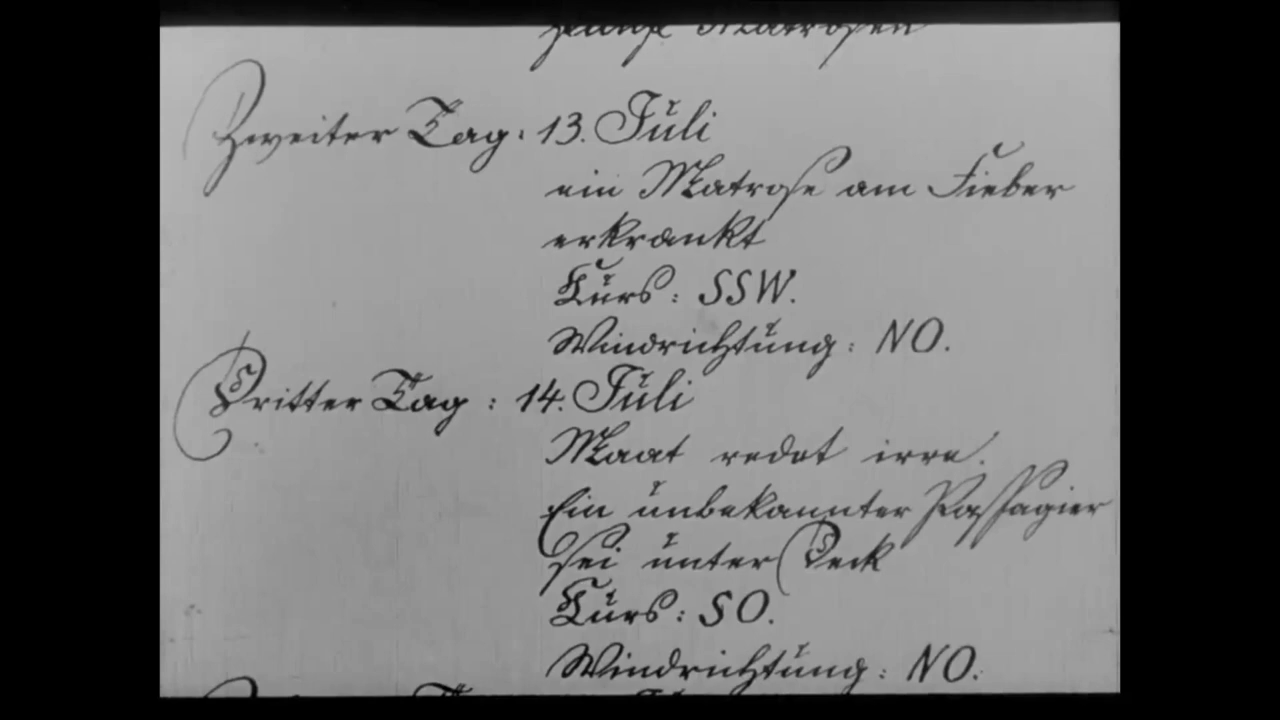 Matrosen
Zweiter Tag: 13. Juli
ein Matrose am Fieber
erkrankt
Kurs: SSW.
Windrichtung: NO.
Dritter Tag: 14. Juli
Maat redet irre.
Ein unbekannter Passagier
sei unter Deck
Kurs: SO.
Windrichtung: NO.